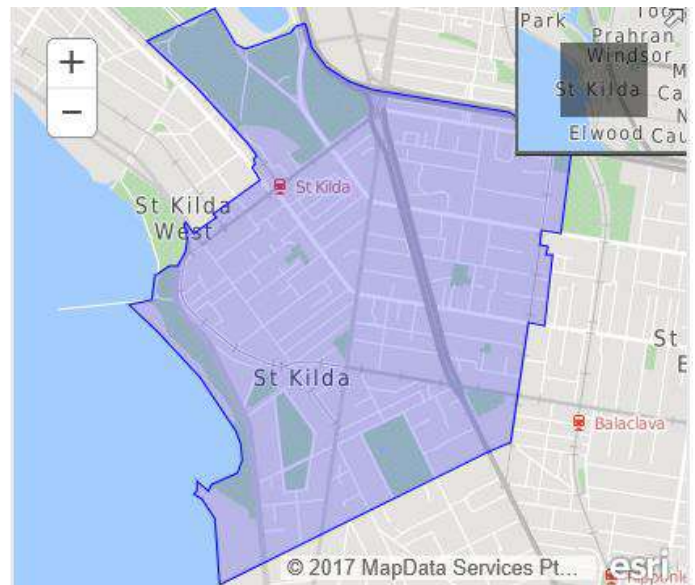 Park
Prahran
Windsor
St Kilda
Elwood
+
−
St Kilda
St Kilda
West
St Kilda
St
Balaclava
© 2017 MapData Services Pt...
esri